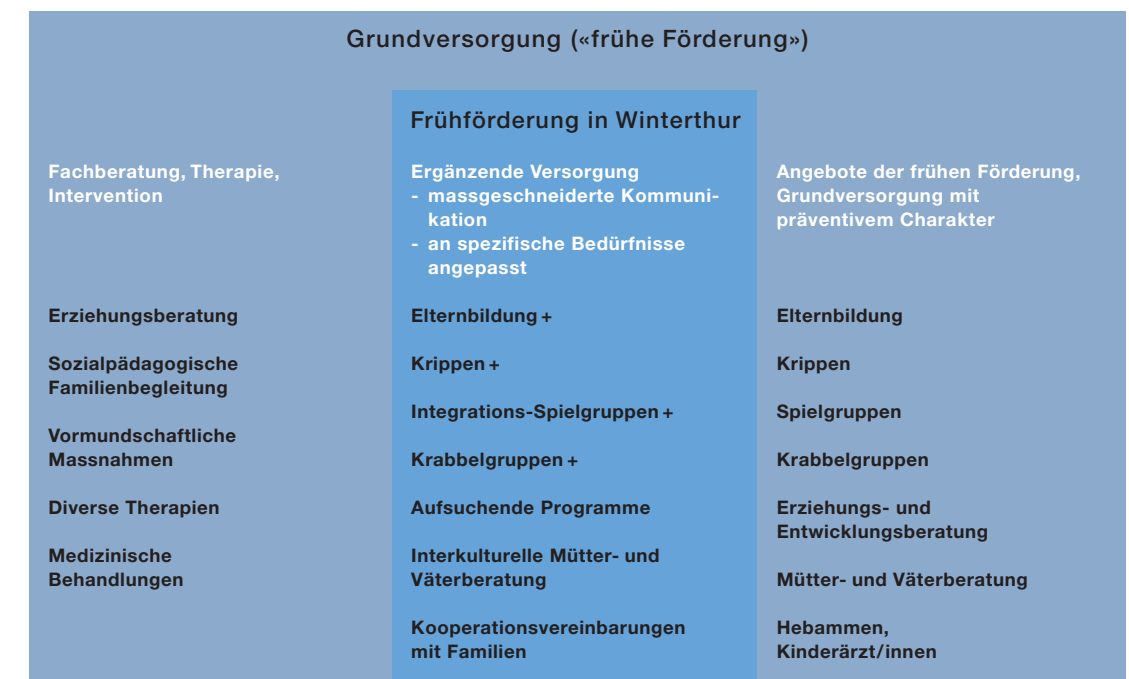 Grundversorgung («frühe Förderung»)
Frühförderung in Winterthur
Fachberatung, Therapie,
Intervention
Erziehungsberatung
Sozialpädagogische
Familienbegleitung
Vormundschaftliche
Massnahmen
Diverse Therapien
Medizinische
Behandlungen
Ergänzende Versorgung
- massgeschneiderte Kommuni-
kation
- an spezifische Bedürfnisse
angepasst
Elternbildung +
Krippen +
Integrations-Spielgruppen +
Krabbelgruppen +
Aufsuchende Programme
Interkulturelle Mütter- und
Väterberatung
Kooperationsvereinbarungen
mit Familien
Angebote der frühen Förderung,
Grundversorgung mit
präventivem Charakter
Elternbildung
Krippen
Spielgruppen
Krabbelgruppen
Erziehungs- und
Entwicklungsberatung
Mütter- und Väterberatung
Hebammen,
Kinderärzt/innen